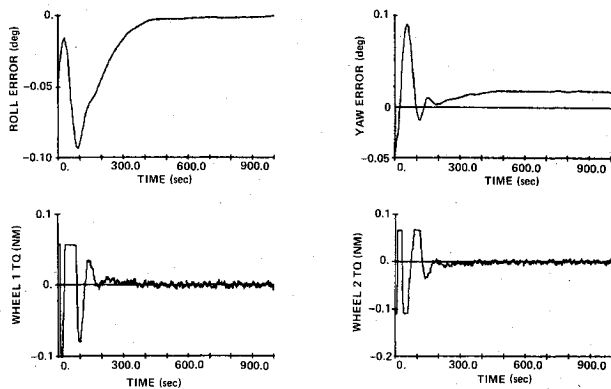 0.
ROLL ERROR (deg)
-0.05
-0.10
0. 300.0 600.0 900.0
TIME (sec)
0.1
YAW ERROR (deg)
0
-0.05
0. 300.0 600.0 900.0
TIME (sec)
0.1
WHEEL 1 TQ (NM)
0.
-0.1
0. 300.0 600.0 900.0
TIME (sec)
0.1
WHEEL 2 TQ (NM)
0.
-0.2
0. 300.0 600.0 900.0
TIME (sec)